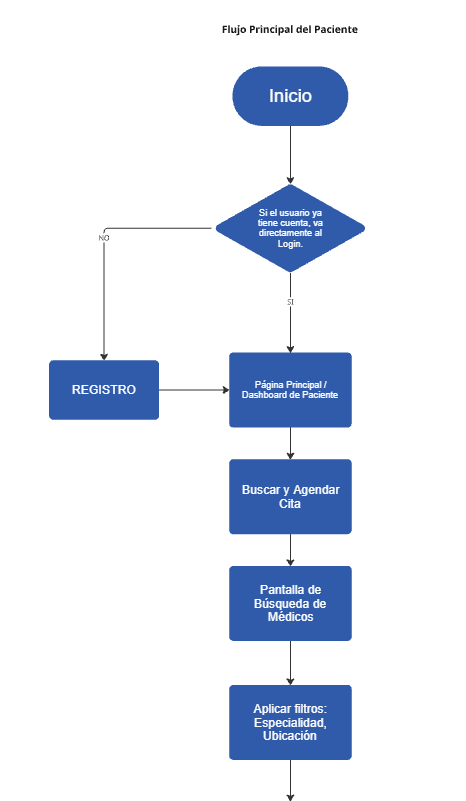 Flujo Principal del Paciente
Inicio
Si el usuario ya
tiene cuenta, va
directamente al
Login.
NO
SI
REGISTRO
Página Principal /
Dashboard de Paciente
Buscar y Agendar
Cita
Pantalla de
Búsqueda de
Médicos
Aplicar filtros:
Especialidad,
Ubicación